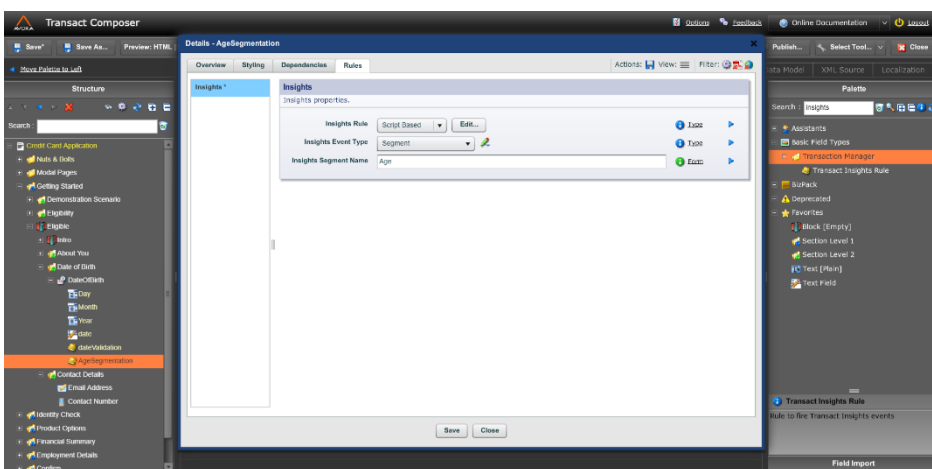 AVOKA
Transact Composer
Options
Feedback
Online Documentation
Logout
Save*
Save As...
Preview: HTML
Details - AgeSegmentation
Publish...
Select Tool...
Close
Move Palette to Left
Overview
Styling
Dependancies
Rules
Actions:
View:
Filter:
ata Model
XML Source
Localization
Structure
Insights *
Insights
Insights properties.
Palette
Search :
Search :
insights
Insights Rule
Script Based
Edit...
Type
Insights Event Type
Segment
Type
Insights Segment Name
Age
Form
Credit Card Application
Nuts & Bolts
Modal Pages
Getting Started
Demonstration Scenario
Eligibility
Eligible
Intro
About You
Date of Birth
DateOfBirth
Day
Month
Year
date
dateValidation
AgeSegmentation
Contact Details
Email Address
Contact Number
Identity Check
Product Options
Financial Summary
Employment Details
Confirm
Assistants
Basic Field Types
Transaction Manager
Transact Insights Rule
BizPack
Deprecated
Favorites
Block [Empty]
Section Level 1
Section Level 2
Text [Plain]
Text Field
Save
Close
Transact Insights Rule
Rule to fire Transact Insights events
Field Import